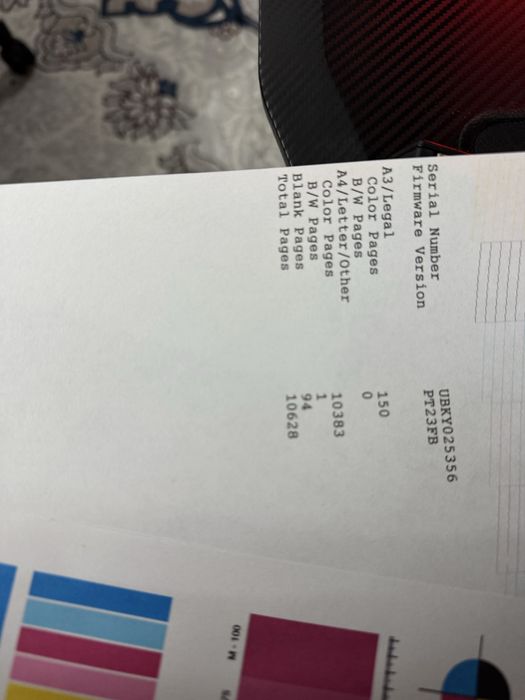 Serial Number UBKY025356
Firmware Version PT23FB
A3/Legal
Color Pages 150
B/W Pages 0
A4/Letter/Other
Color Pages 10383
B/W Pages 1
Blank Pages 94
Total Pages 10628
M - 100